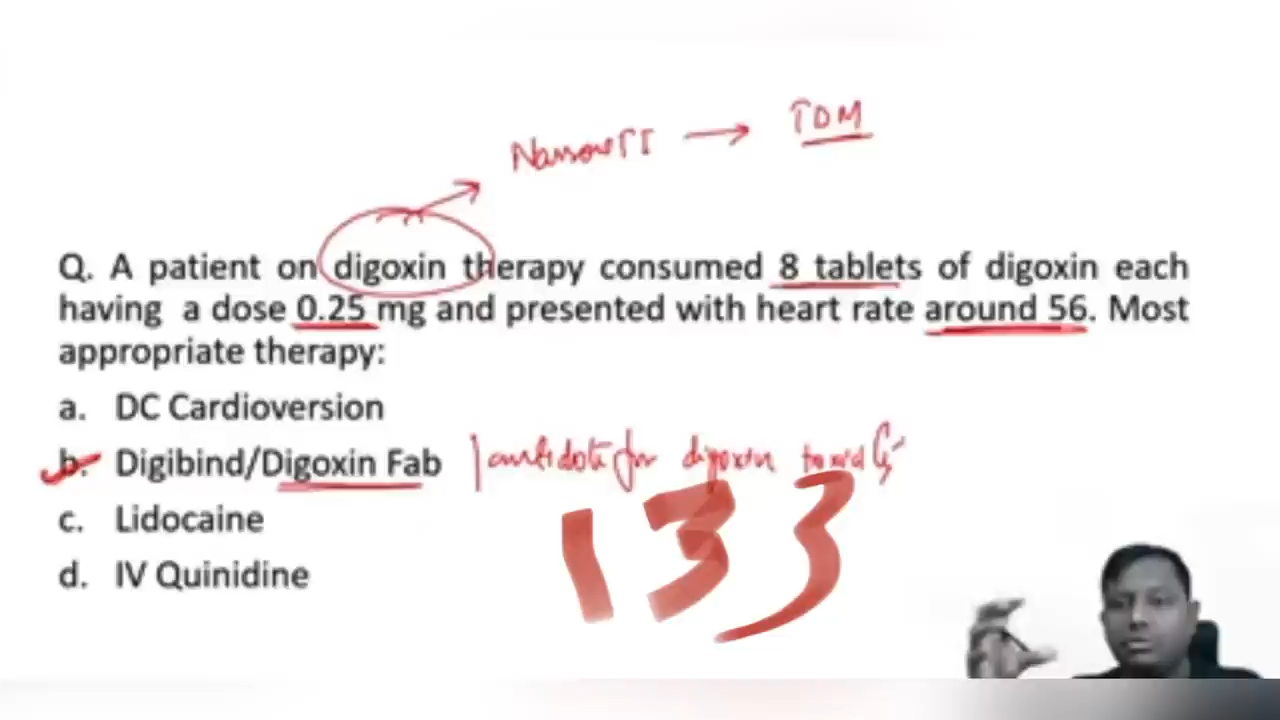 Narrow TI → TDM
Q. A patient on digoxin therapy consumed 8 tablets of digoxin each
having a dose 0.25 mg and presented with heart rate around 56. Most
appropriate therapy:
a. DC Cardioversion
b. Digibind/Digoxin Fab antidote for digoxin toxicity
c. Lidocaine
d. IV Quinidine
133